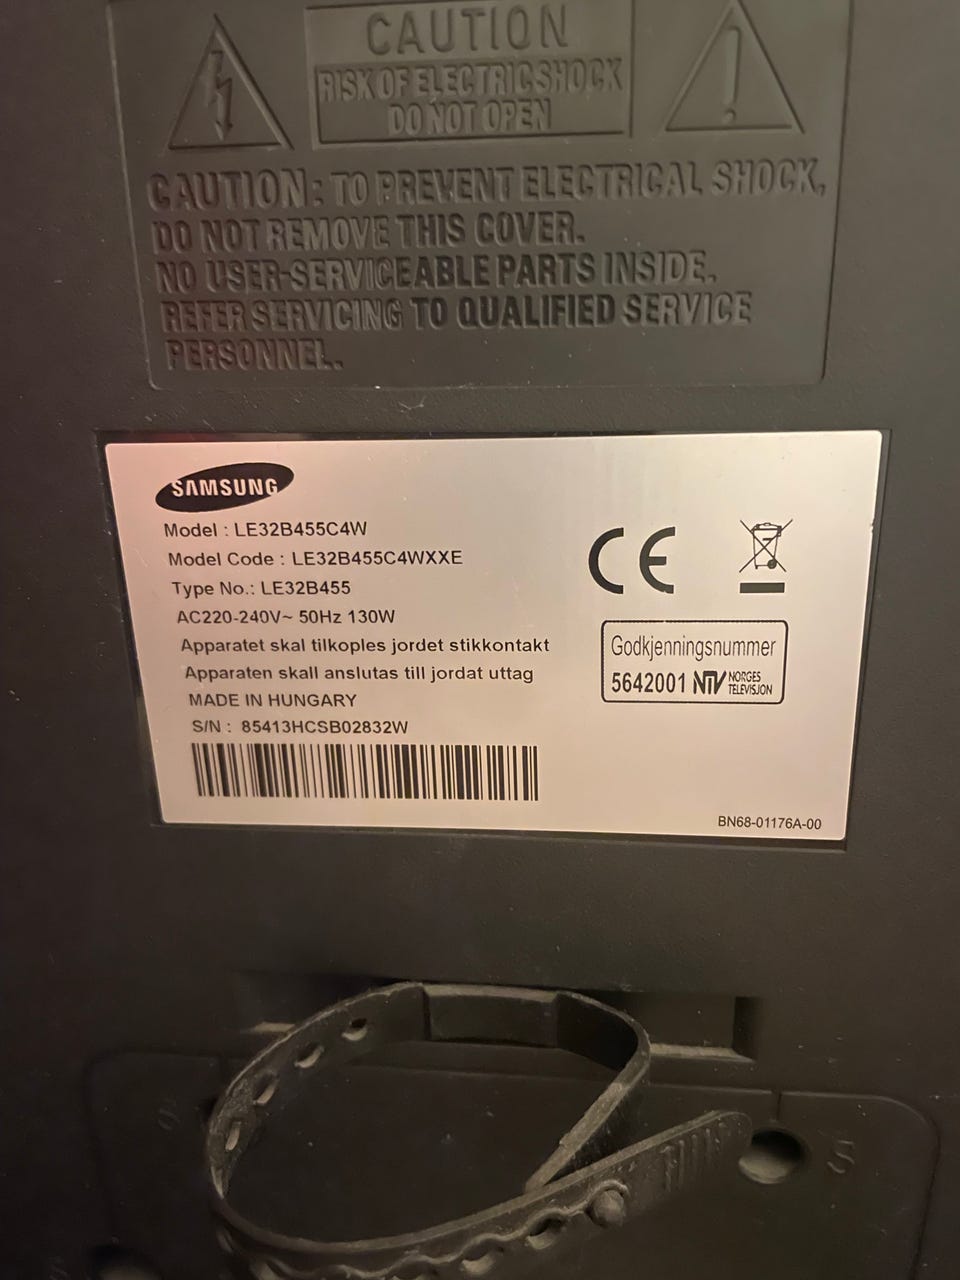 CAUTION
RISK OF ELECTRIC SHOCK
DO NOT OPEN
CAUTION: TO PREVENT ELECTRICAL SHOCK,
DO NOT REMOVE THIS COVER.
NO USER-SERVICEABLE PARTS INSIDE.
REFER SERVICING TO QUALIFIED SERVICE
PERSONNEL.
SAMSUNG
Model : LE32B455C4W
Model Code : LE32B455C4WXXE
Type No.: LE32B455
AC220-240V~ 50Hz 130W
Apparatet skal tilkoples jordet stikkontakt
Apparaten skall anslutas till jordat uttag
MADE IN HUNGARY
S/N : 85413HCSB02832W
CE
Godkjenningsnummer
5642001 NTV NORGES
TELEVISJON
BN68-01176A-00
S